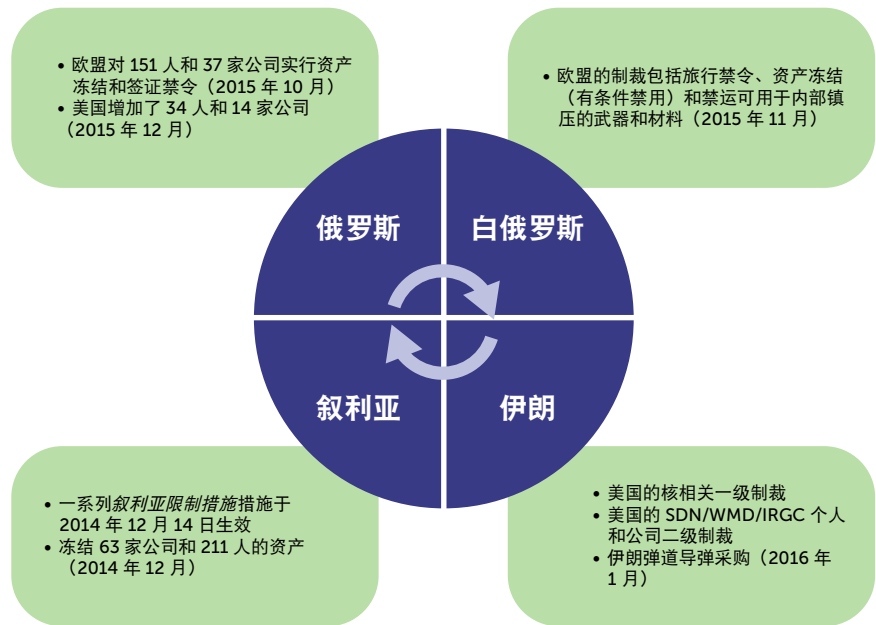 • 欧盟对 151 人和 37 家公司实行资产
冻结和签证禁令（2015 年 10 月）
• 美国增加了 34 人和 14 家公司
（2015 年 12 月）
• 欧盟的制裁包括旅行禁令、资产冻结
（有条件禁用）和禁运可用于内部镇
压的武器和材料（2015 年 11 月）
俄罗斯
白俄罗斯
叙利亚
伊朗
• 一系列叙利亚限制措施措施于
2014 年 12 月 14 日生效
• 冻结 63 家公司和 211 人的资产
（2014 年 12 月）
• 美国的核相关一级制裁
• 美国的 SDN/WMD/IRGC 个人
和公司二级制裁
• 伊朗弹道导弹采购（2016 年
1 月）